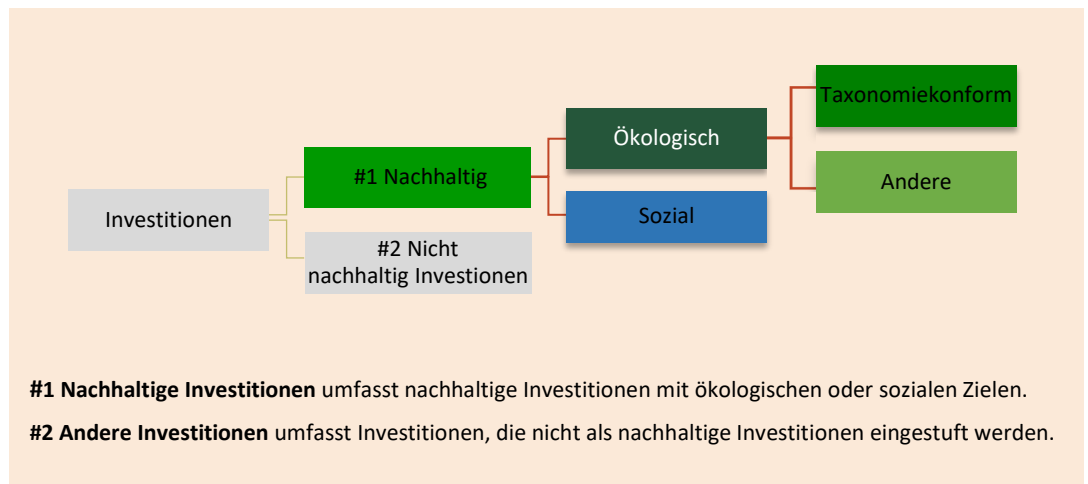 Taxonomiekonform
Ökologisch
#1 Nachhaltig
Andere
Investitionen
Sozial
#2 Nicht
nachhaltig Investionen
#1 Nachhaltige Investitionen umfasst nachhaltige Investitionen mit ökologischen oder sozialen Zielen.
#2 Andere Investitionen umfasst Investitionen, die nicht als nachhaltige Investitionen eingestuft werden.